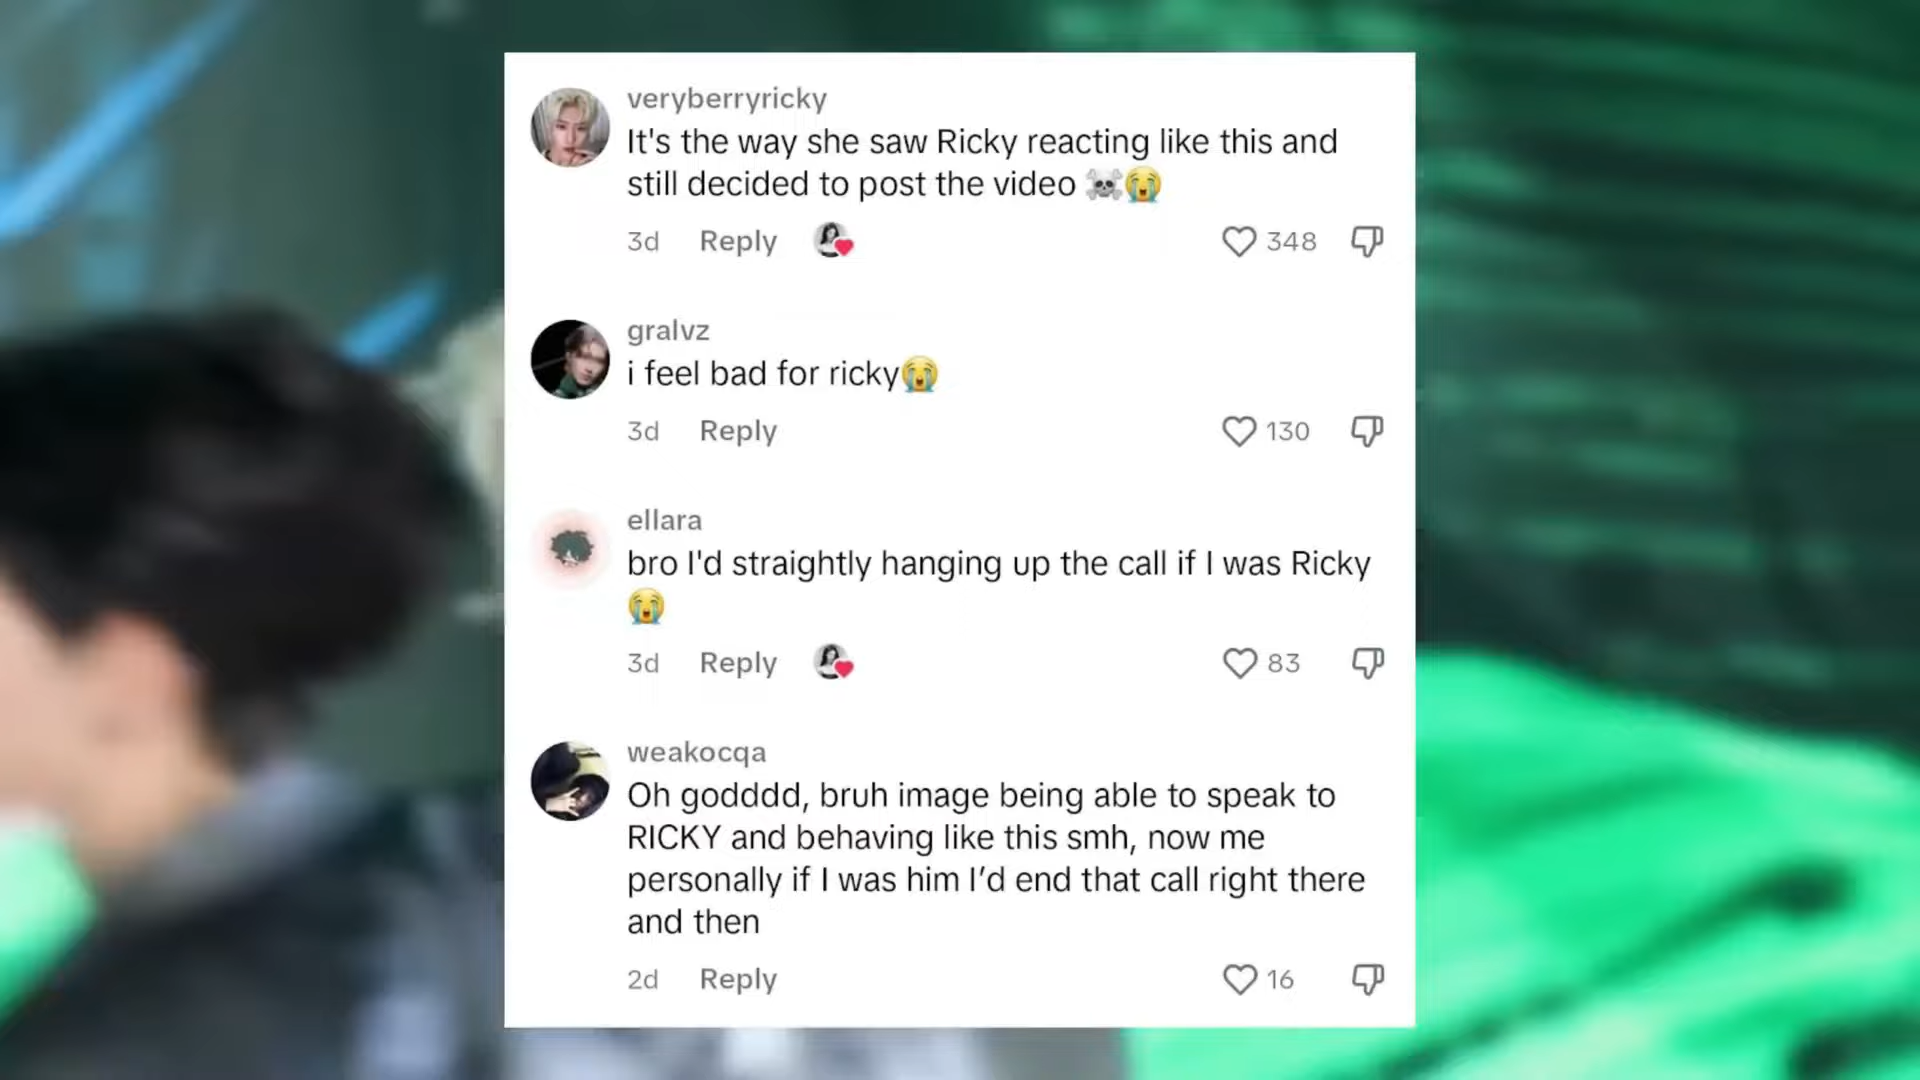 veryberryricky
It's the way she saw Ricky reacting like this and
still decided to post the video ☠️😭
3d Reply 348
gralvz
i feel bad for ricky😭
3d Reply 130
ellara
bro I'd straightly hanging up the call if I was Ricky
😭
3d Reply 83
weakocqa
Oh godddd, bruh image being able to speak to
RICKY and behaving like this smh, now me
personally if I was him I’d end that call right there
and then
2d Reply 16